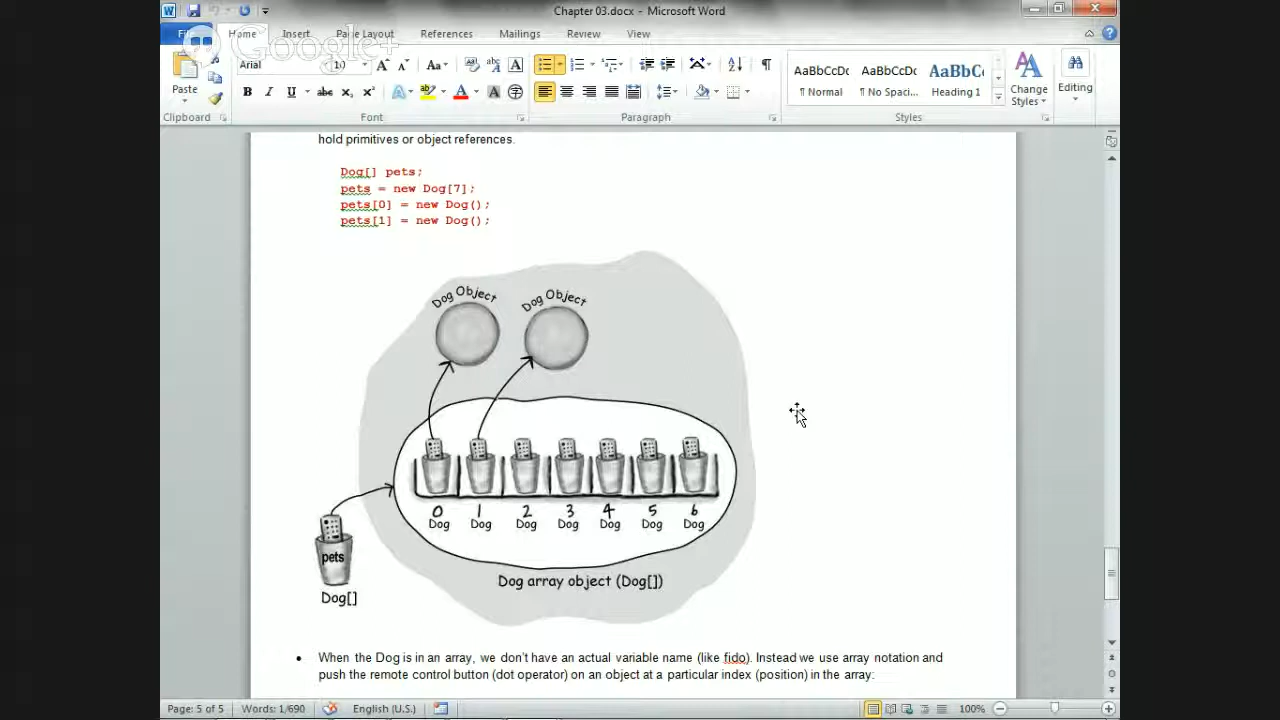 Chapter 03.docx - Microsoft Word
File Home Insert Page Layout References Mailings Review View
Google+
Paste
Arial 10
Aa
B I U abc x₂ x²
AaBbCcDc AaBbCcDc AaBbC
¶ Normal ¶ No Spaci... Heading 1
Change Styles
Editing
Clipboard Font Paragraph Styles
hold primitives or object references.
Dog[] pets;
pets = new Dog[7];
pets[0] = new Dog();
pets[1] = new Dog();
Dog Object Dog Object
0 1 2 3 4 5 6
Dog Dog Dog Dog Dog Dog Dog
pets
Dog array object (Dog[])
Dog[]
• When the Dog is in an array, we don't have an actual variable name (like fido). Instead we use array notation and
push the remote control button (dot operator) on an object at a particular index (position) in the array:
Page: 5 of 5 Words: 1/690 English (U.S.) 100%